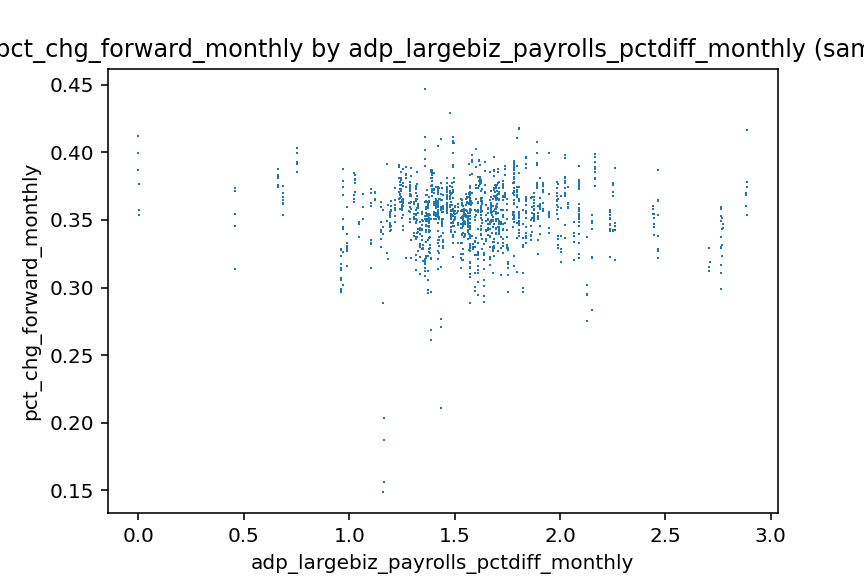 pct_chg_forward_monthly by adp_largebiz_payrolls_pctdiff_monthly (sam
0.45
0.40
0.35
0.30
0.25
0.20
0.15
pct_chg_forward_monthly
0.0 0.5 1.0 1.5 2.0 2.5 3.0
adp_largebiz_payrolls_pctdiff_monthly